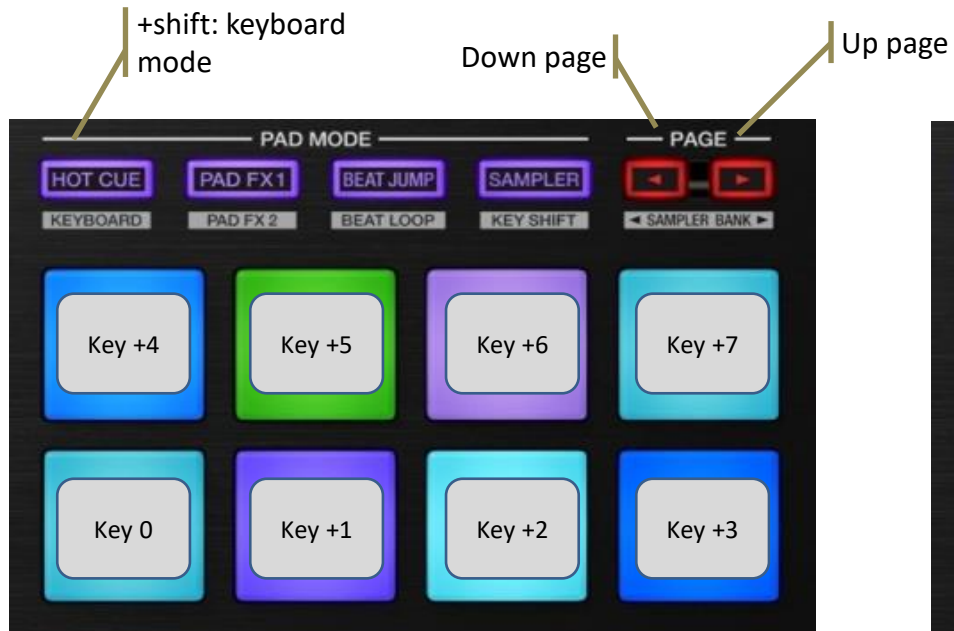 +shift: keyboard
mode
Down page
Up page
PAD MODE
PAGE
HOT CUE
PAD FX1
BEAT JUMP
SAMPLER
◄
►
KEYBOARD
PAD FX 2
BEAT LOOP
KEY SHIFT
◄ SAMPLER BANK ►
Key +4
Key +5
Key +6
Key +7
Key 0
Key +1
Key +2
Key +3